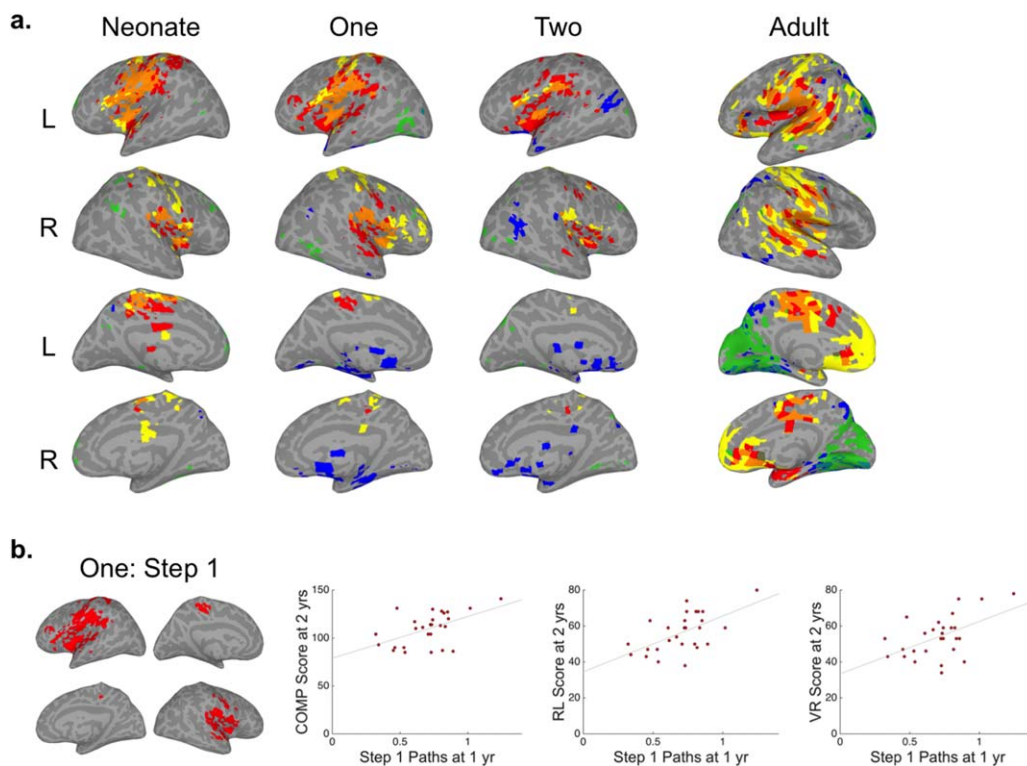 a.
Neonate One Two Adult
L
R
L
R
b.
One: Step 1
COMP Score at 2 yrs
150
100
50
0
0 0.5 1
Step 1 Paths at 1 yr
RL Score at 2 yrs
80
60
40
20
0
0 0.5 1
Step 1 Paths at 1 yr
VR Score at 2 yrs
80
60
40
20
0
0 0.5 1
Step 1 Paths at 1 yr